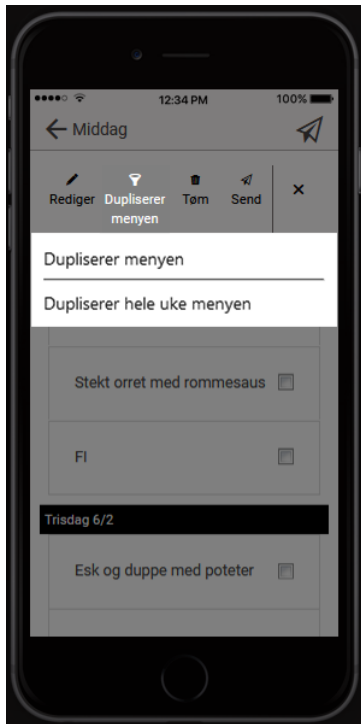 12:34 PM 100%
Middag
Rediger Dupliserer menyen Tøm Send ×
Dupliserer menyen
Dupliserer hele uke menyen
Stekt orret med rommesaus
FI
Trisdag 6/2
Esk og duppe med poteter